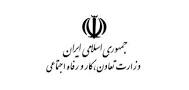 جمهوری اسلامی ایران
وزارت تعاون، کار و رفاه اجتماعی